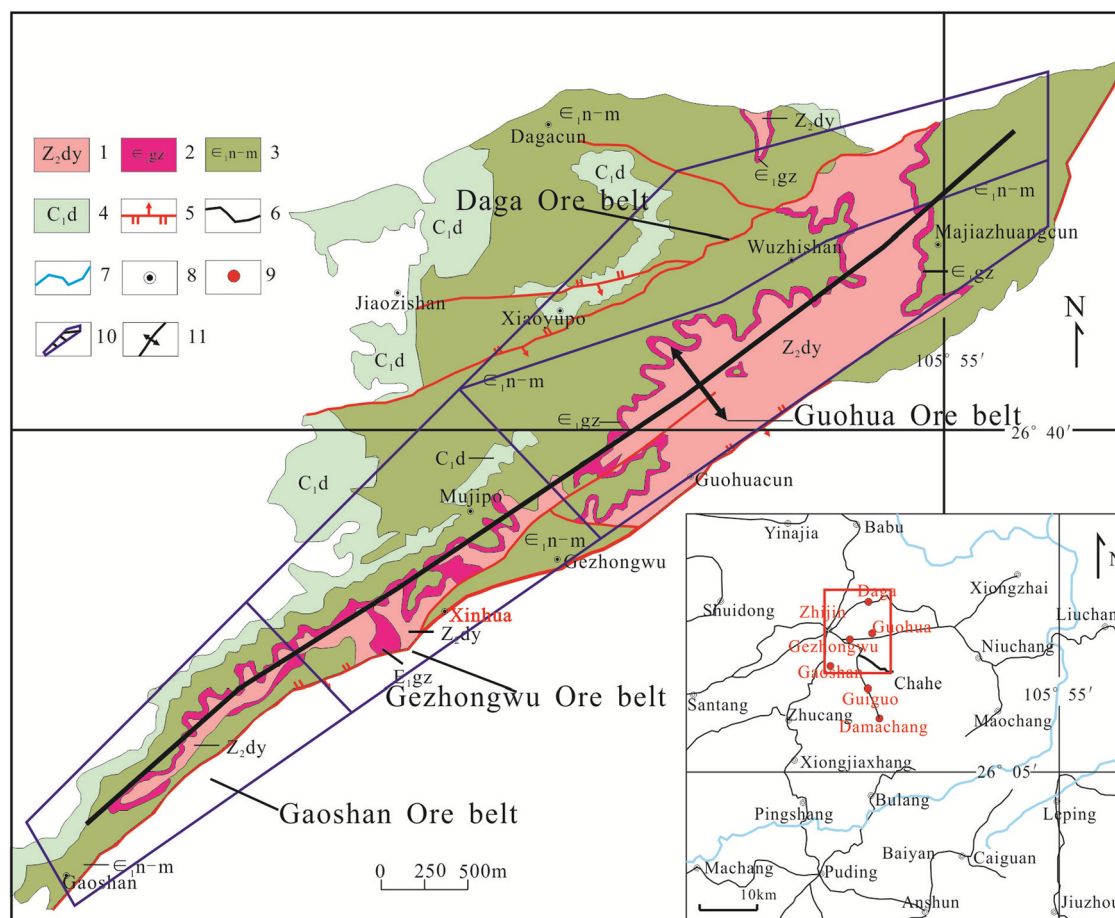 Z₂dy 1
∈₁gz 2
∈₁n-m 3
C₁d 4
5
6
7
8
9
10
11
∈₁n-m
Dagacun
Z₂dy
∈₁gz
C₁d
Daga Ore belt
C₁d
∈₁n-m
Wuzhishan
Majiazhuangcun
∈₁gz
Jiaozishan
Xiaoyupo
N
Z₂dy
105° 55′
C₁d
∈₁n-m
∈₁gz
Guohua Ore belt
26° 40′
C₁d
C₁d
Guohuacun
Mujipo
∈₁n-m
Gezhongwu
Xinhua
Z₂dy
E₁gz
Gezhongwu Ore belt
Z₂dy
Gaoshan Ore belt
∈₁n-m
Gaoshan
0 250 500m
Yinajia
Babu
N
Xiongzhai
Shuidong
Daga
Zhijin
Liuchan
Guohua
Gezhongwu
Niuchang
Gaoshan
Chahe
105° 55′
Guiguo
Santang
Zhucang
Maochang
Damachang
Xiongjiaxhang
26° 05′
Bulang
Pingshang
Leping
Baiyan
Caiguan
Machang
Puding
10km
Anshun
Jiuzhou